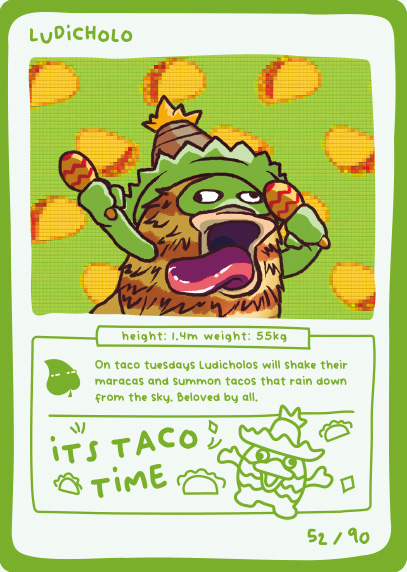 LUDiCHOLO
height: 1.4m weight: 55kg
On taco tuesdays Ludicholos will shake their
maracas and summon tacos that rain down
from the sky. Beloved by all.
iTS TACO
TiME
52 / 90